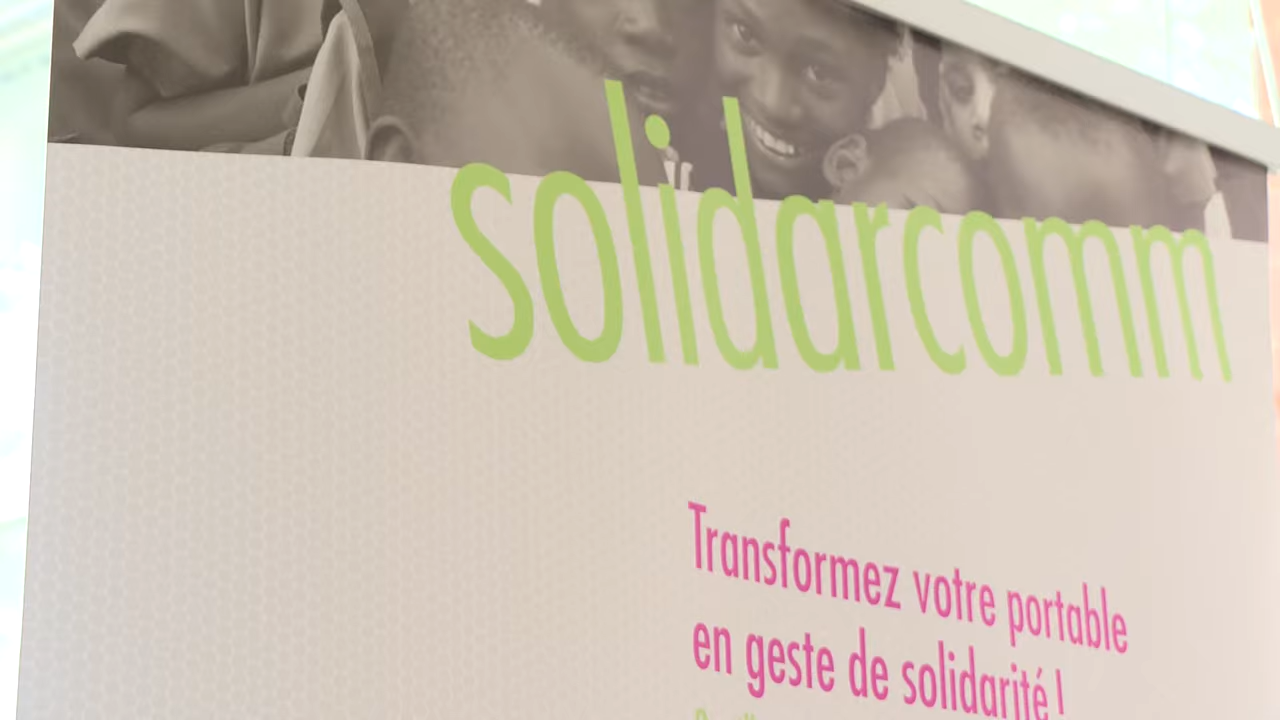 solidarcomm
Transformez votre portable
en geste de solidarité !